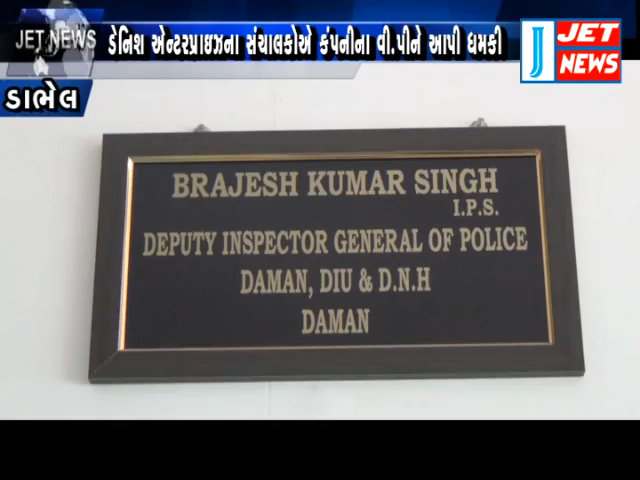 JET NEWS
ડેનિશ એન્ટરપ્રાઇઝના સંચાલકોએ કંપનીના વી.પીને આપી ધમકી
J JET NEWS
ડાભેલ
BRAJESH KUMAR SINGH
I.P.S.
DEPUTY INSPECTOR GENERAL OF POLICE
DAMAN, DIU & D.N.H
DAMAN